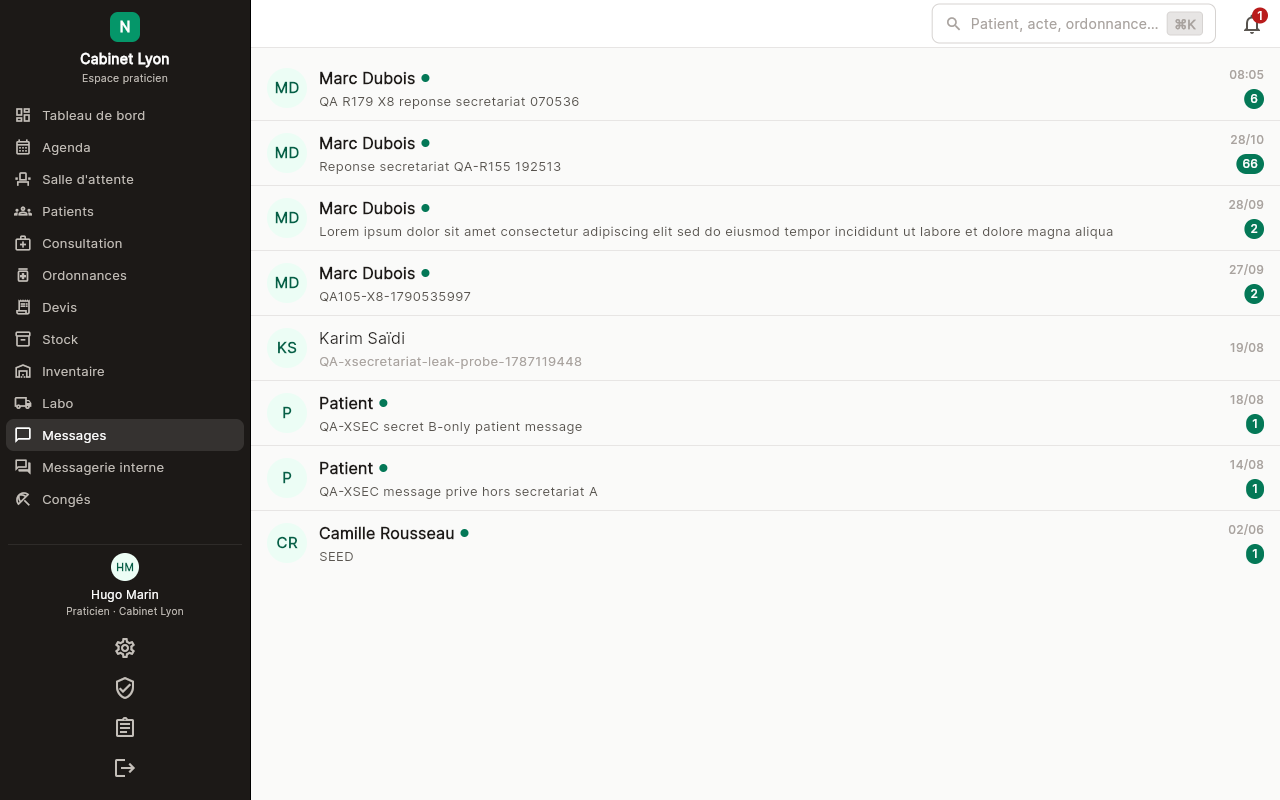 N
Cabinet Lyon
Espace praticien
Tableau de bord
Agenda
Salle d'attente
Patients
Consultation
Ordonnances
Devis
Stock
Inventaire
Labo
Messages
Messagerie interne
Congés
HM
Hugo Marin
Praticien · Cabinet Lyon
Patient, acte, ordonnance... ⌘K
1
MD
Marc Dubois
08:05
QA R179 X8 reponse secretariat 070536
6
MD
Marc Dubois
28/10
Reponse secretariat QA-R155 192513
66
MD
Marc Dubois
28/09
Lorem ipsum dolor sit amet consectetur adipiscing elit sed do eiusmod tempor incididunt ut labore et dolore magna aliqua
2
MD
Marc Dubois
27/09
QA105-X8-1790535997
2
KS
Karim Saïdi
19/08
QA-xsecretariat-leak-probe-1787119448
P
Patient
18/08
QA-XSEC secret B-only patient message
1
P
Patient
14/08
QA-XSEC message prive hors secretariat A
1
CR
Camille Rousseau
02/06
SEED
1